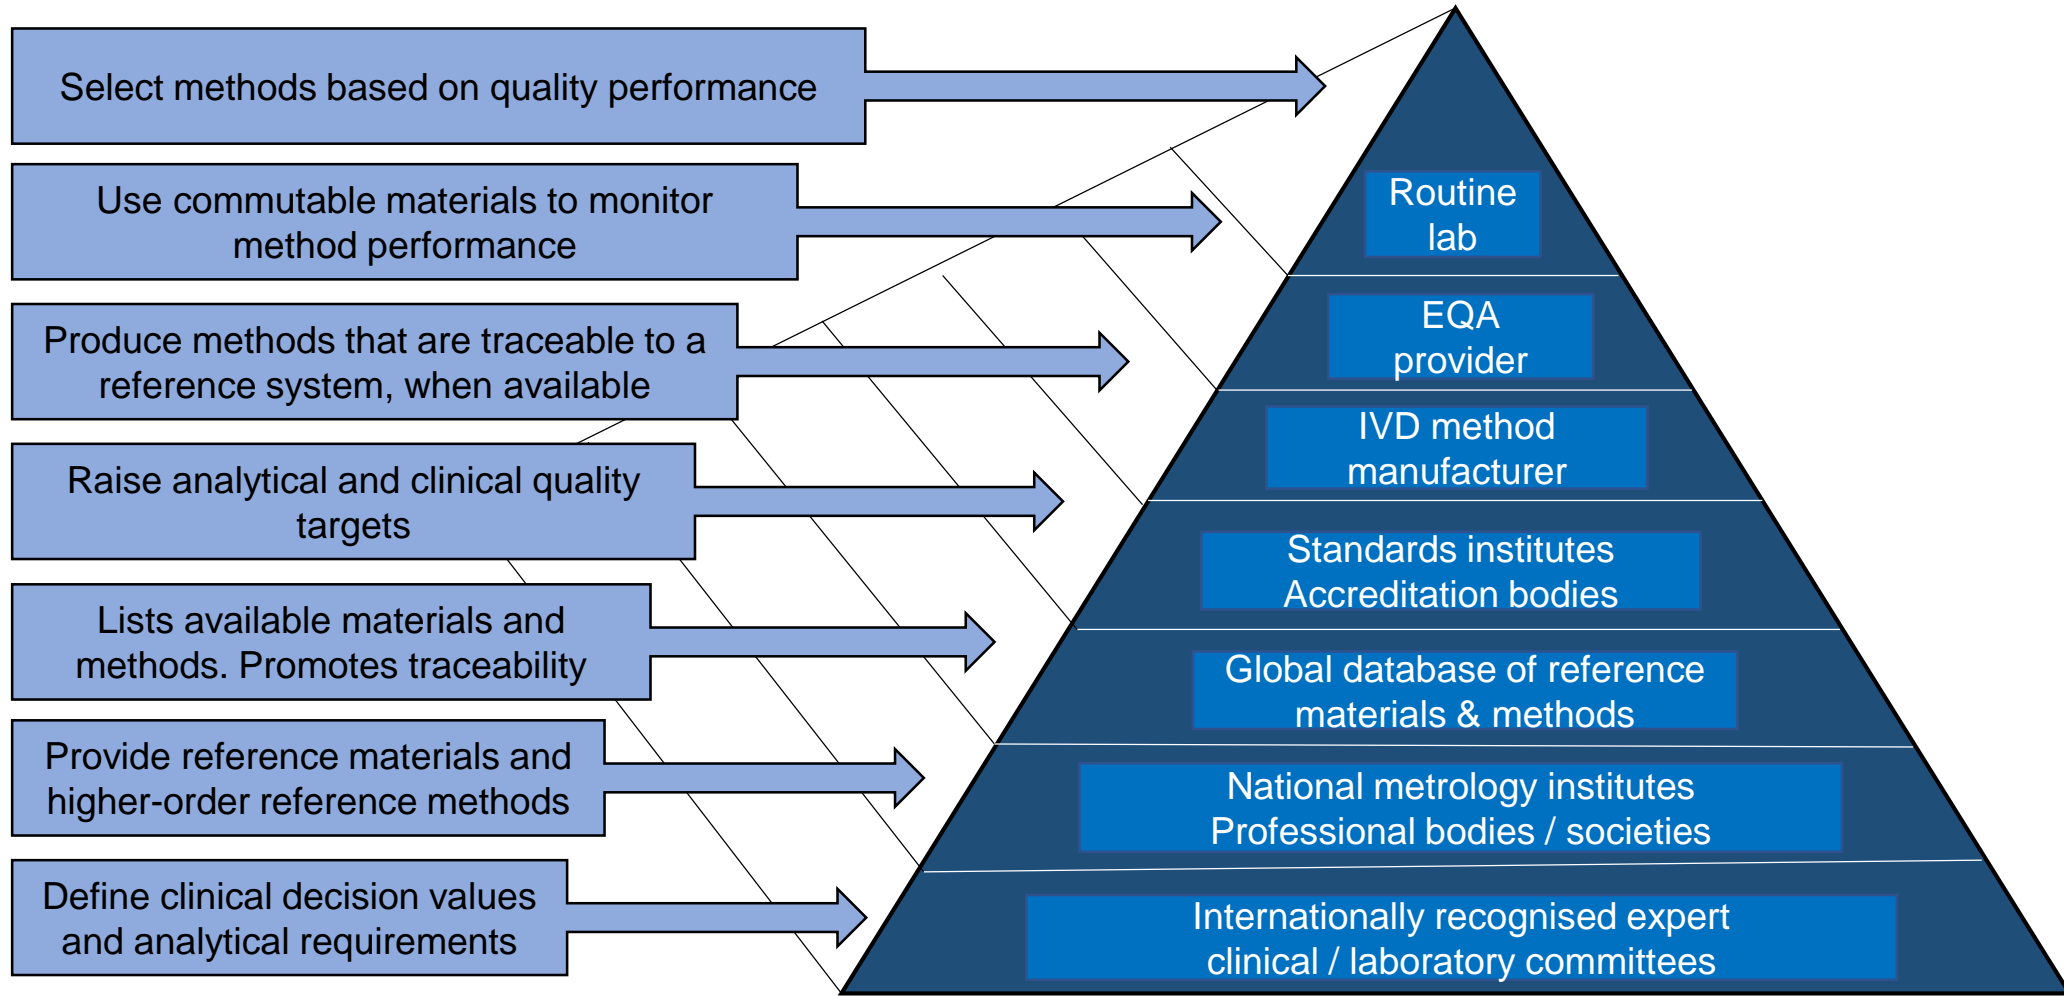 Select methods based on quality performance
Use commutable materials to monitor
method performance
Produce methods that are traceable to a
reference system, when available
Raise analytical and clinical quality
targets
Lists available materials and
methods. Promotes traceability
Provide reference materials and
higher-order reference methods
Define clinical decision values
and analytical requirements
Routine
lab
EQA
provider
IVD method
manufacturer
Standards institutes
Accreditation bodies
Global database of reference
materials & methods
National metrology institutes
Professional bodies / societies
Internationally recognised expert
clinical / laboratory committees